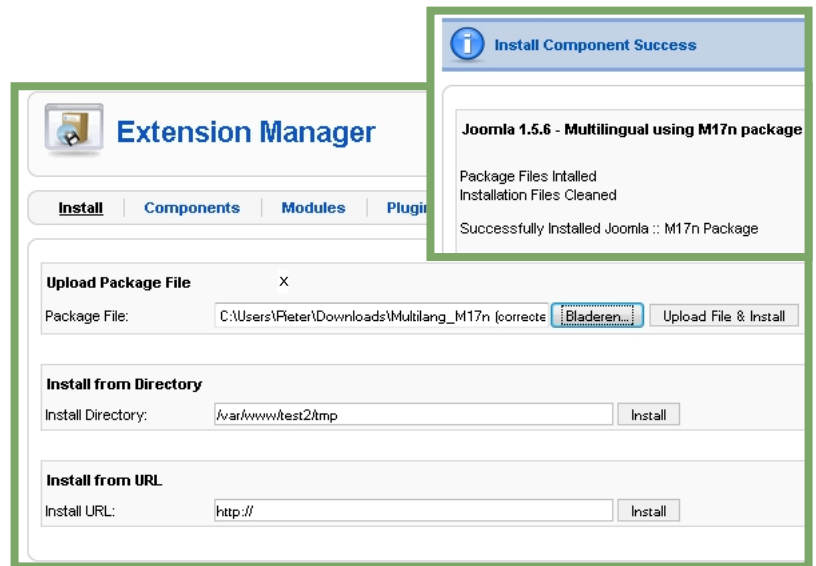 Install Component Success
Joomla 1.5.6 - Multilingual using M17n package
Package Files Intalled
Installation Files Cleaned
Successfully Installed Joomla :: M17n Package
Extension Manager
Install Components Modules
Upload Package File X
Package File: C:\Users\Pieter\Downloads\Multilang_M17n (correcte Bladeren... Upload File & Install
Install from Directory
Install Directory: /var/www/test2/tmp Install
Install from URL
Install URL: http:// Install